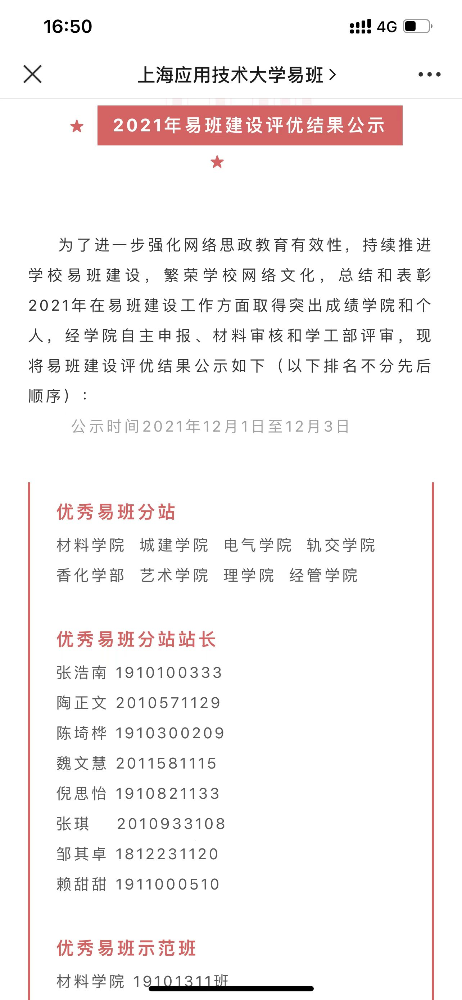 16:50
4G
上海应用技术大学易班
2021年易班建设评优结果公示
为了进一步强化网络思政教育有效性，持续推进
学校易班建设，繁荣学校网络文化，总结和表彰
2021年在易班建设工作方面取得突出成绩学院和个
人，经学院自主申报、材料审核和学工部评审，现
将易班建设评优结果公示如下（以下排名不分先后
顺序）：
公示时间2021年12月1日至12月3日
优秀易班分站
材料学院 城建学院 电气学院 轨交学院
香化学部 艺术学院 理学院 经管学院
优秀易班分站站长
张浩南 1910100333
陶正文 2010571129
陈埼桦 1910300209
魏文慧 2011581115
倪思怡 1910821133
张琪 2010933108
邹其卓 1812231120
赖甜甜 1911000510
优秀易班示范班
材料学院 19101311班